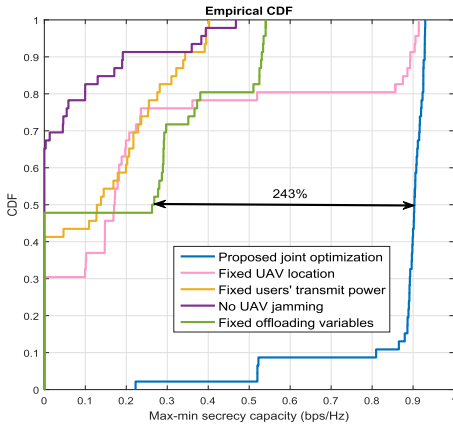 Empirical CDF
1
0.9
0.8
0.7
0.6
0.5
0.4
0.3
0.2
0.1
0
CDF
243%
Proposed joint optimization
Fixed UAV location
Fixed users' transmit power
No UAV jamming
Fixed offloading variables
0 0.1 0.2 0.3 0.4 0.5 0.6 0.7 0.8 0.9 1
Max-min secrecy capacity (bps/Hz)